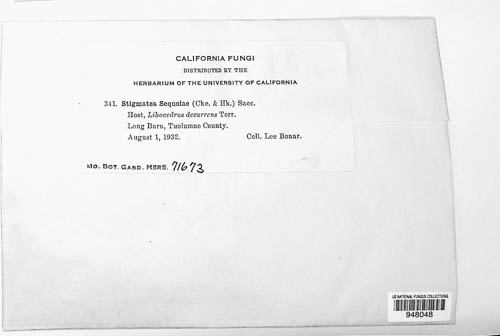 CALIFORNIA FUNGI
DISTRIBUTED BY THE
HERBARIUM OF THE UNIVERSITY OF CALIFORNIA
341. Stigmatea Sequoiae (Cke. & Hk.) Sacc.
Host, Libocedrus decurrens Torr.
Long Barn, Tuolumne County.
August 1, 1932. Coll. Lee Bonar.
MO. BOT. GARD. HERB. 71673
US NATIONAL FUNGUS COLLECTIONS
948048